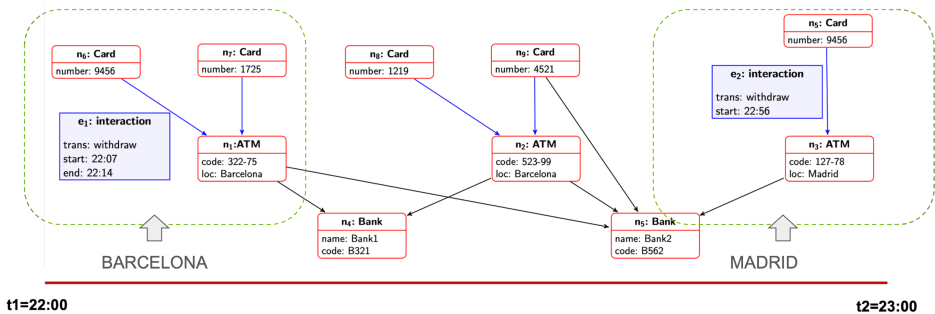 n₆: Card
number: 9456
n₇: Card
number: 1725
n₈: Card
number: 1219
n₉: Card
number: 4521
n₅: Card
number: 9456
e₁: interaction
trans: withdraw
start: 22:07
end: 22:14
e₂: interaction
trans: withdraw
start: 22:56
n₁:ATM
code: 322-75
loc: Barcelona
n₂: ATM
code: 523-99
loc: Barcelona
n₃: ATM
code: 127-78
loc: Madrid
n₄: Bank
name: Bank1
code: B321
n₅: Bank
name: Bank2
code: B562
BARCELONA
MADRID
t1=22:00
t2=23:00